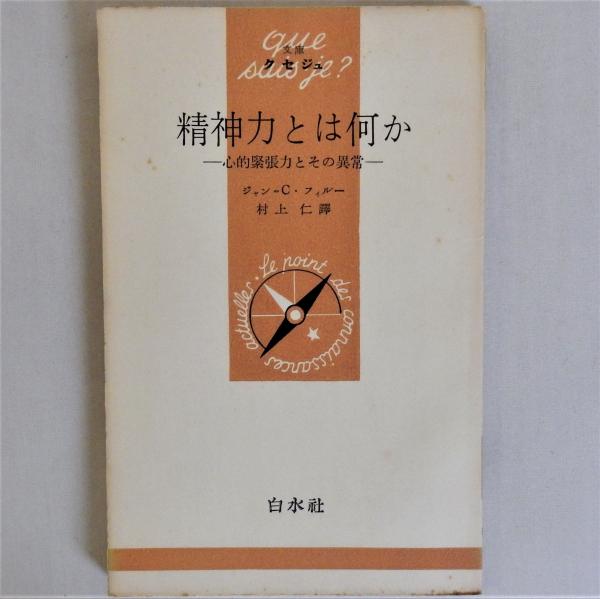 que
文庫
クセジュ
sais-je?
精神力とは何か
―心的緊張力とその異常―
ジャン=C・フィルー
村上 仁 譯
Le point des connaissances actuelles.
白水社